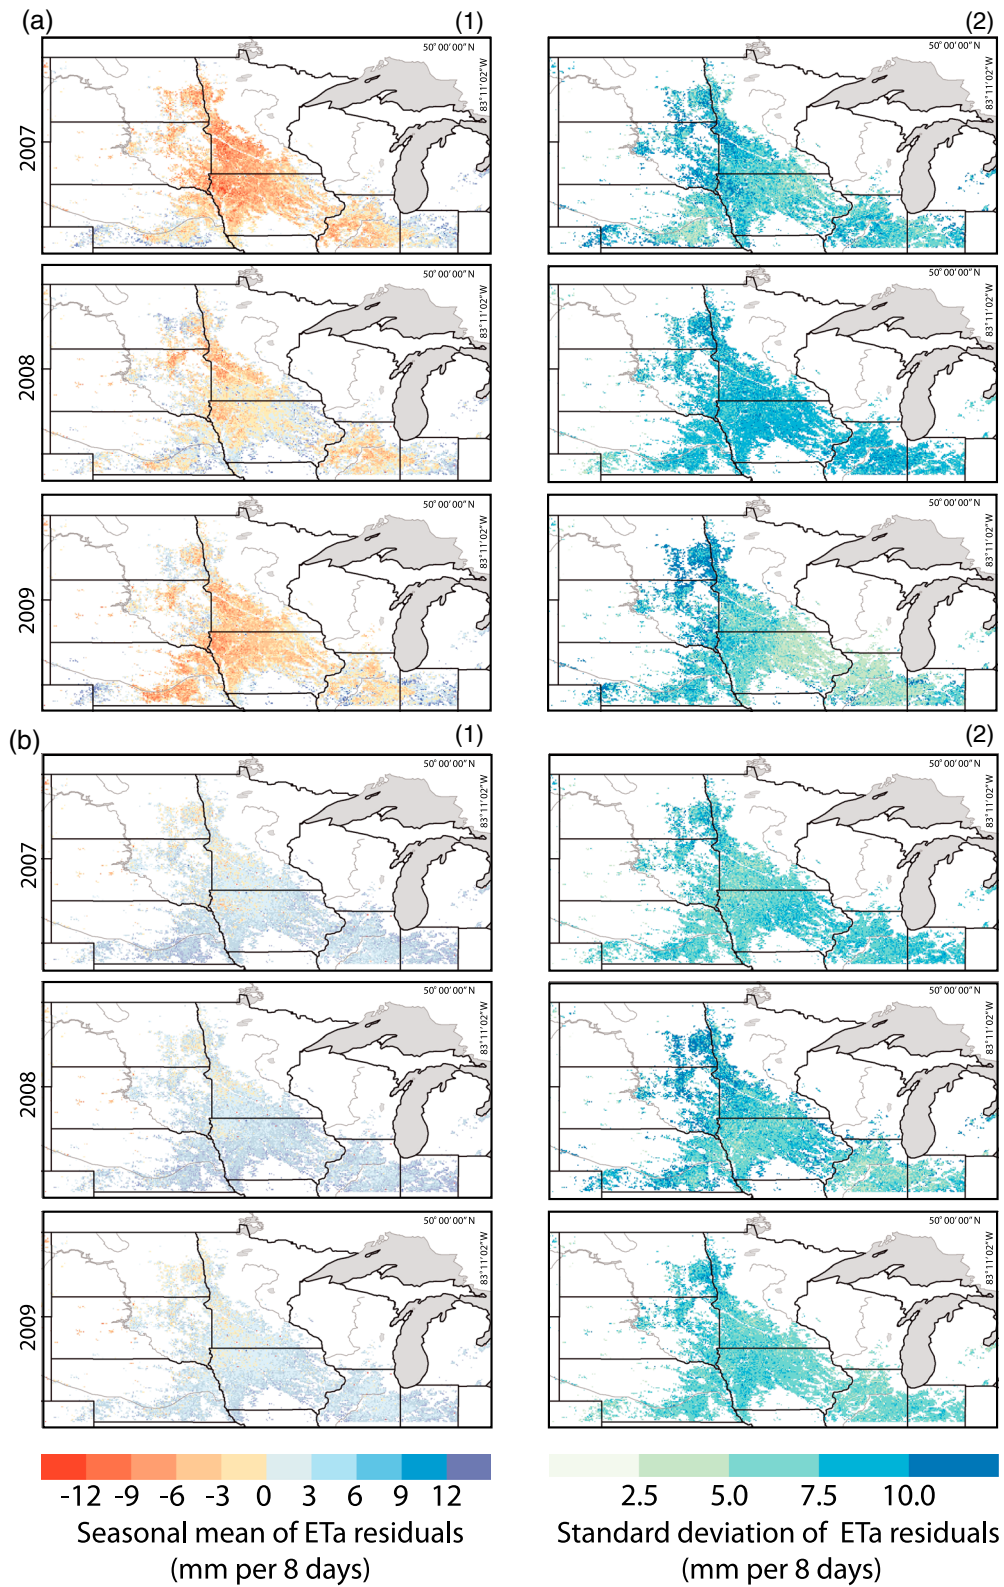 (a) (1) (2)
50° 00' 00" N 50° 00' 00" N
83° 11' 02" W 83° 11' 02" W
2007
50° 00' 00" N 50° 00' 00" N
83° 11' 02" W 83° 11' 02" W
2008
50° 00' 00" N 50° 00' 00" N
83° 11' 02" W 83° 11' 02" W
2009
(b) (1) (2)
50° 00' 00" N 50° 00' 00" N
83° 11' 02" W 83° 11' 02" W
2007
50° 00' 00" N 50° 00' 00" N
83° 11' 02" W 83° 11' 02" W
2008
50° 00' 00" N 50° 00' 00" N
83° 11' 02" W 83° 11' 02" W
2009
-12 -9 -6 -3 0 3 6 9 12
Seasonal mean of ETa residuals
(mm per 8 days)
2.5 5.0 7.5 10.0
Standard deviation of ETa residuals
(mm per 8 days)